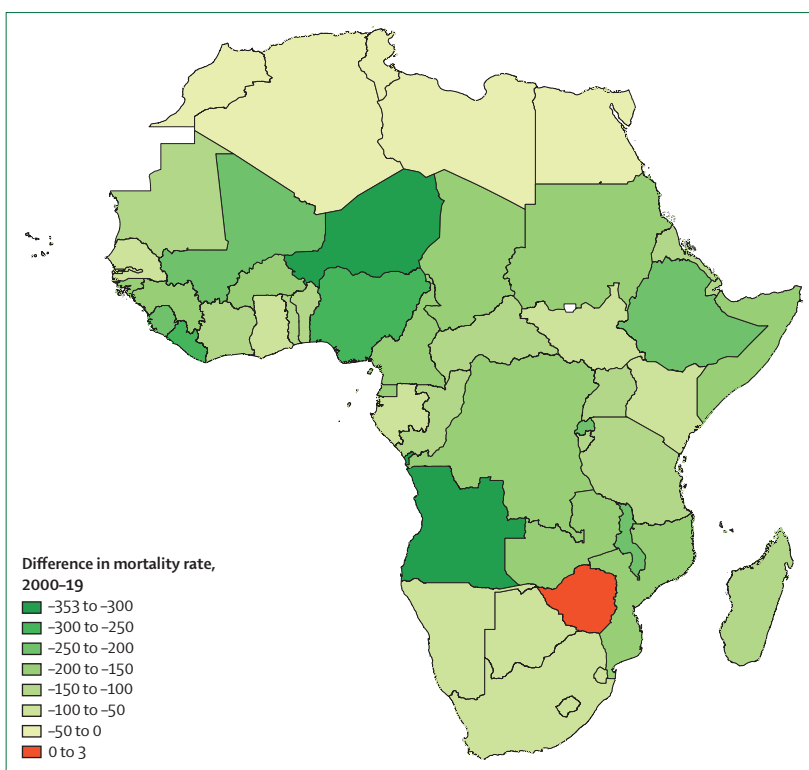 Difference in mortality rate,
2000–19
–353 to –300
–300 to –250
–250 to –200
–200 to –150
–150 to –100
–100 to –50
–50 to 0
0 to 3